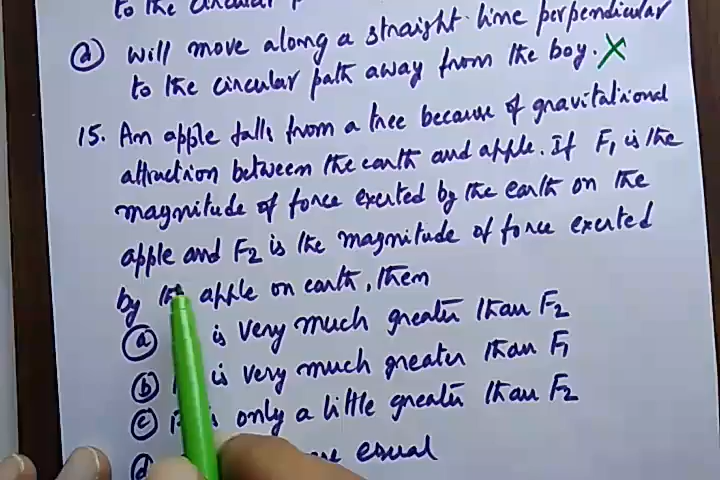 to the circular
(d) will move along a straight line perpendicular
to the circular path away from the boy. X
15. An apple falls from a tree because of gravitational
attraction between the earth and apple. If F1 is the
magnitude of force exerted by the earth on the
apple and F2 is the magnitude of force exerted
by the apple on earth, then
(a) is very much greater than F2
(b) is very much greater than F1
(c) is only a little greater than F2
(d) are equal